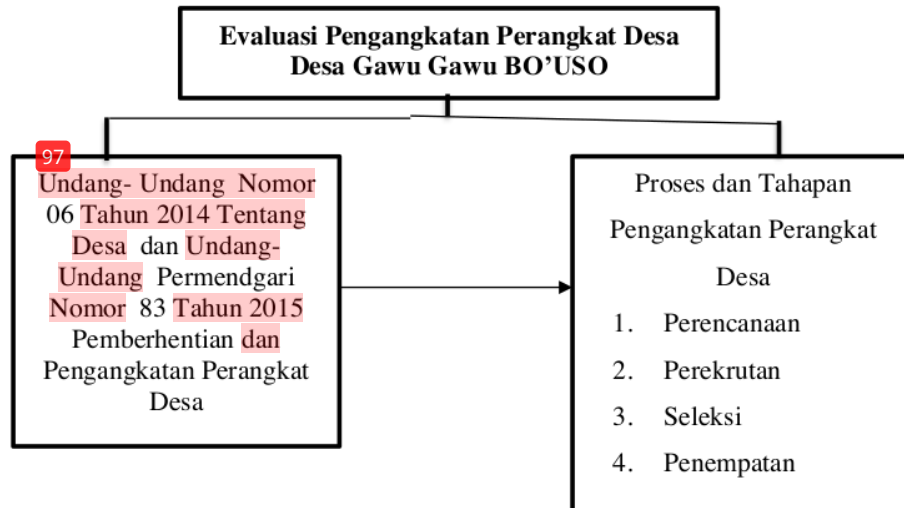 Evaluasi Pengangkatan Perangkat Desa
Desa Gawu Gawu BO’USO
97
Undang- Undang Nomor
06 Tahun 2014 Tentang
Desa dan Undang-
Undang Permendgari
Nomor 83 Tahun 2015
Pemberhentian dan
Pengangkatan Perangkat
Desa
Proses dan Tahapan
Pengangkatan Perangkat
Desa
1. Perencanaan
2. Perekrutan
3. Seleksi
4. Penempatan